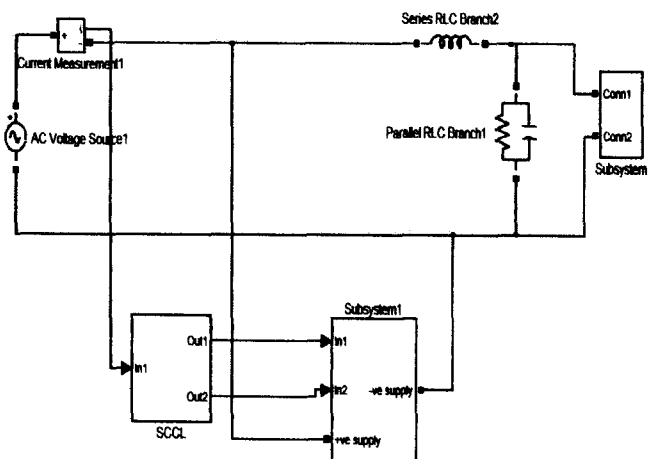 Series RLC Branch2
+
i
-
Current Measurement1
Conn1
+
AC Voltage Source1
Parallel RLC Branch1
Conn2
Subsystem
Subsystem1
Out1
In1
In1
Out2
In2
-ve supply
SCCL
+ve supply